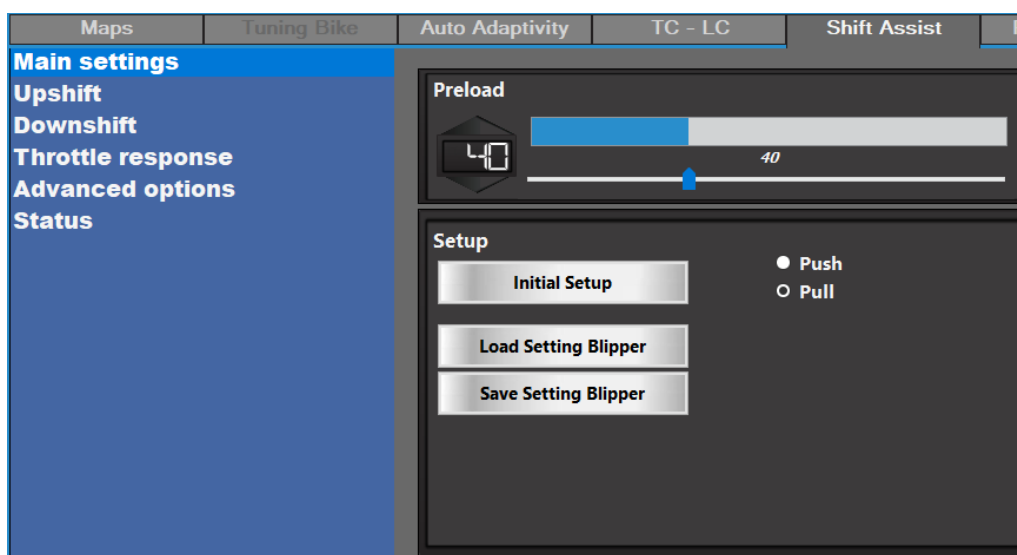 Maps Tuning Bike Auto Adaptivity TC - LC Shift Assist
Main settings
Upshift
Downshift
Throttle response
Advanced options
Status
Preload
40
40
Setup
Initial Setup
Push
Pull
Load Setting Blipper
Save Setting Blipper